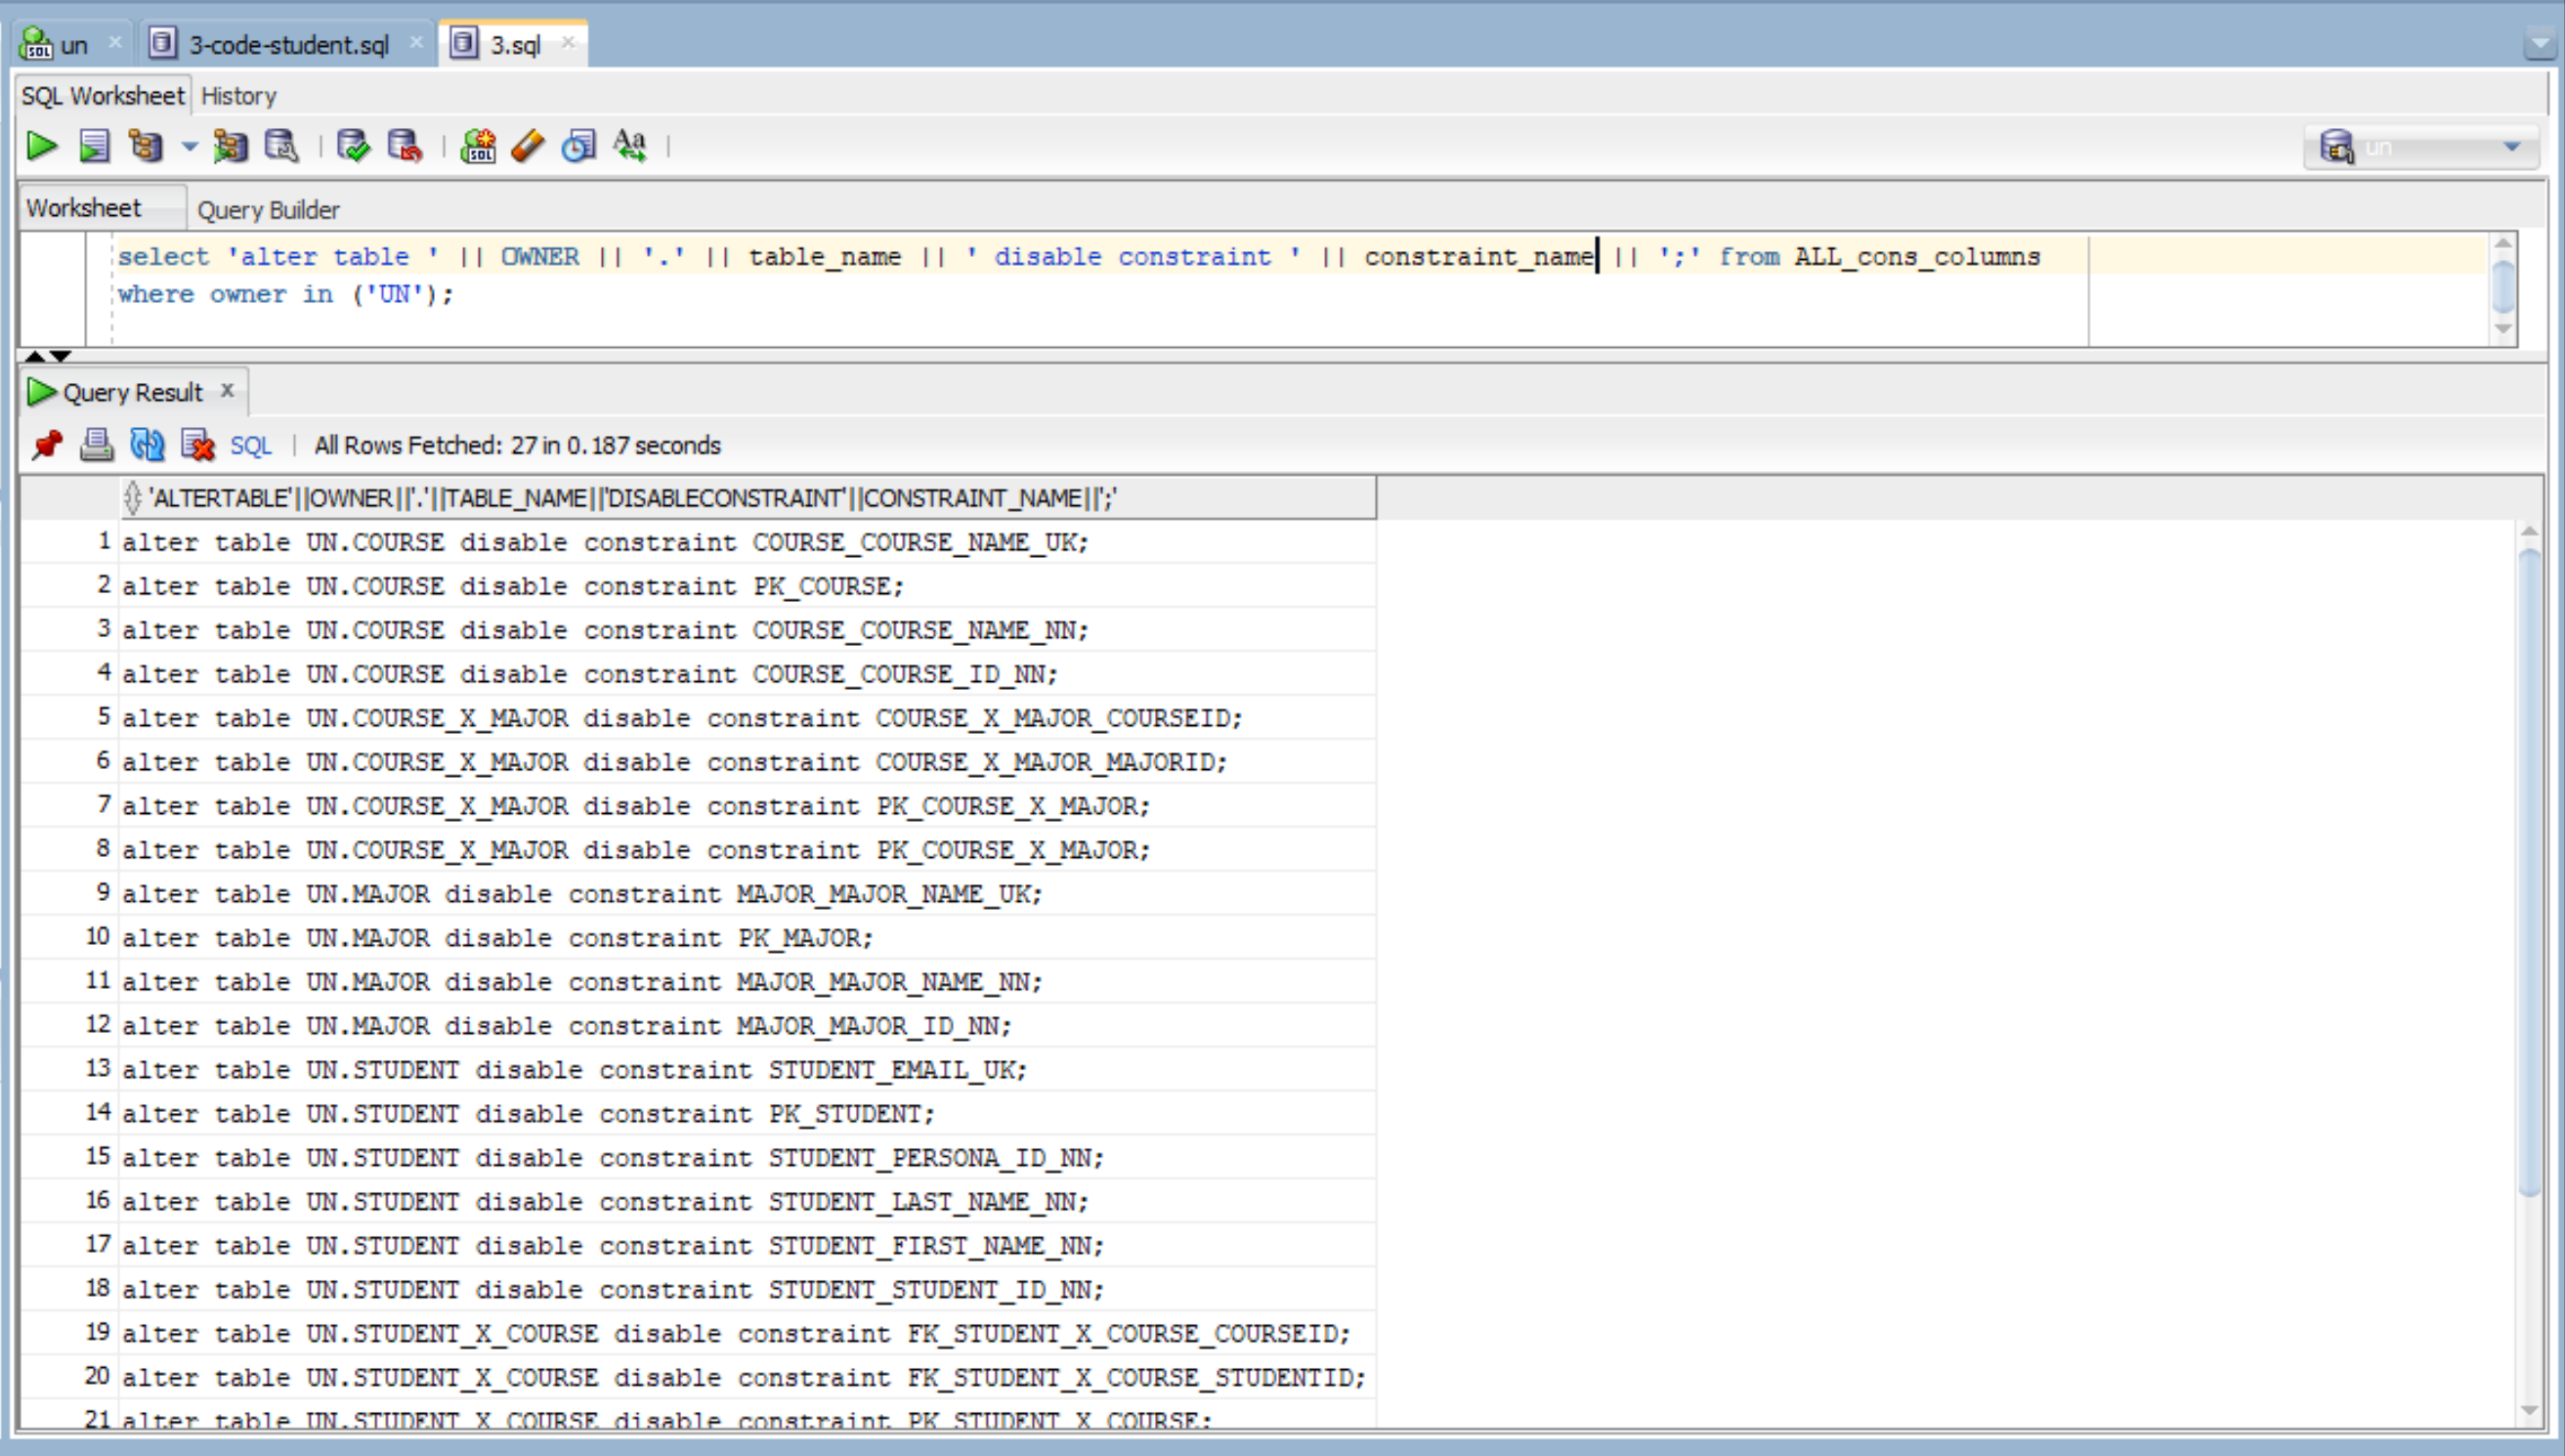 un
3-code-student.sql
3.sql
SQL Worksheet History
un
Worksheet Query Builder
select 'alter table ' || OWNER || '.' || table_name || ' disable constraint ' || constraint_name || ';' from ALL_cons_columns
where owner in ('UN');
Query Result
SQL | All Rows Fetched: 27 in 0.187 seconds
'ALTERTABLE'||OWNER||'.'||TABLE_NAME||'DISABLECONSTRAINT'||CONSTRAINT_NAME||';'
1 alter table UN.COURSE disable constraint COURSE_COURSE_NAME_UK;
2 alter table UN.COURSE disable constraint PK_COURSE;
3 alter table UN.COURSE disable constraint COURSE_COURSE_NAME_NN;
4 alter table UN.COURSE disable constraint COURSE_COURSE_ID_NN;
5 alter table UN.COURSE_X_MAJOR disable constraint COURSE_X_MAJOR_COURSEID;
6 alter table UN.COURSE_X_MAJOR disable constraint COURSE_X_MAJOR_MAJORID;
7 alter table UN.COURSE_X_MAJOR disable constraint PK_COURSE_X_MAJOR;
8 alter table UN.COURSE_X_MAJOR disable constraint PK_COURSE_X_MAJOR;
9 alter table UN.MAJOR disable constraint MAJOR_MAJOR_NAME_UK;
10 alter table UN.MAJOR disable constraint PK_MAJOR;
11 alter table UN.MAJOR disable constraint MAJOR_MAJOR_NAME_NN;
12 alter table UN.MAJOR disable constraint MAJOR_MAJOR_ID_NN;
13 alter table UN.STUDENT disable constraint STUDENT_EMAIL_UK;
14 alter table UN.STUDENT disable constraint PK_STUDENT;
15 alter table UN.STUDENT disable constraint STUDENT_PERSONA_ID_NN;
16 alter table UN.STUDENT disable constraint STUDENT_LAST_NAME_NN;
17 alter table UN.STUDENT disable constraint STUDENT_FIRST_NAME_NN;
18 alter table UN.STUDENT disable constraint STUDENT_STUDENT_ID_NN;
19 alter table UN.STUDENT_X_COURSE disable constraint FK_STUDENT_X_COURSE_COURSEID;
20 alter table UN.STUDENT_X_COURSE disable constraint FK_STUDENT_X_COURSE_STUDENTID;
21 alter table UN.STUDENT_X_COURSE disable constraint PK_STUDENT_X_COURSE;